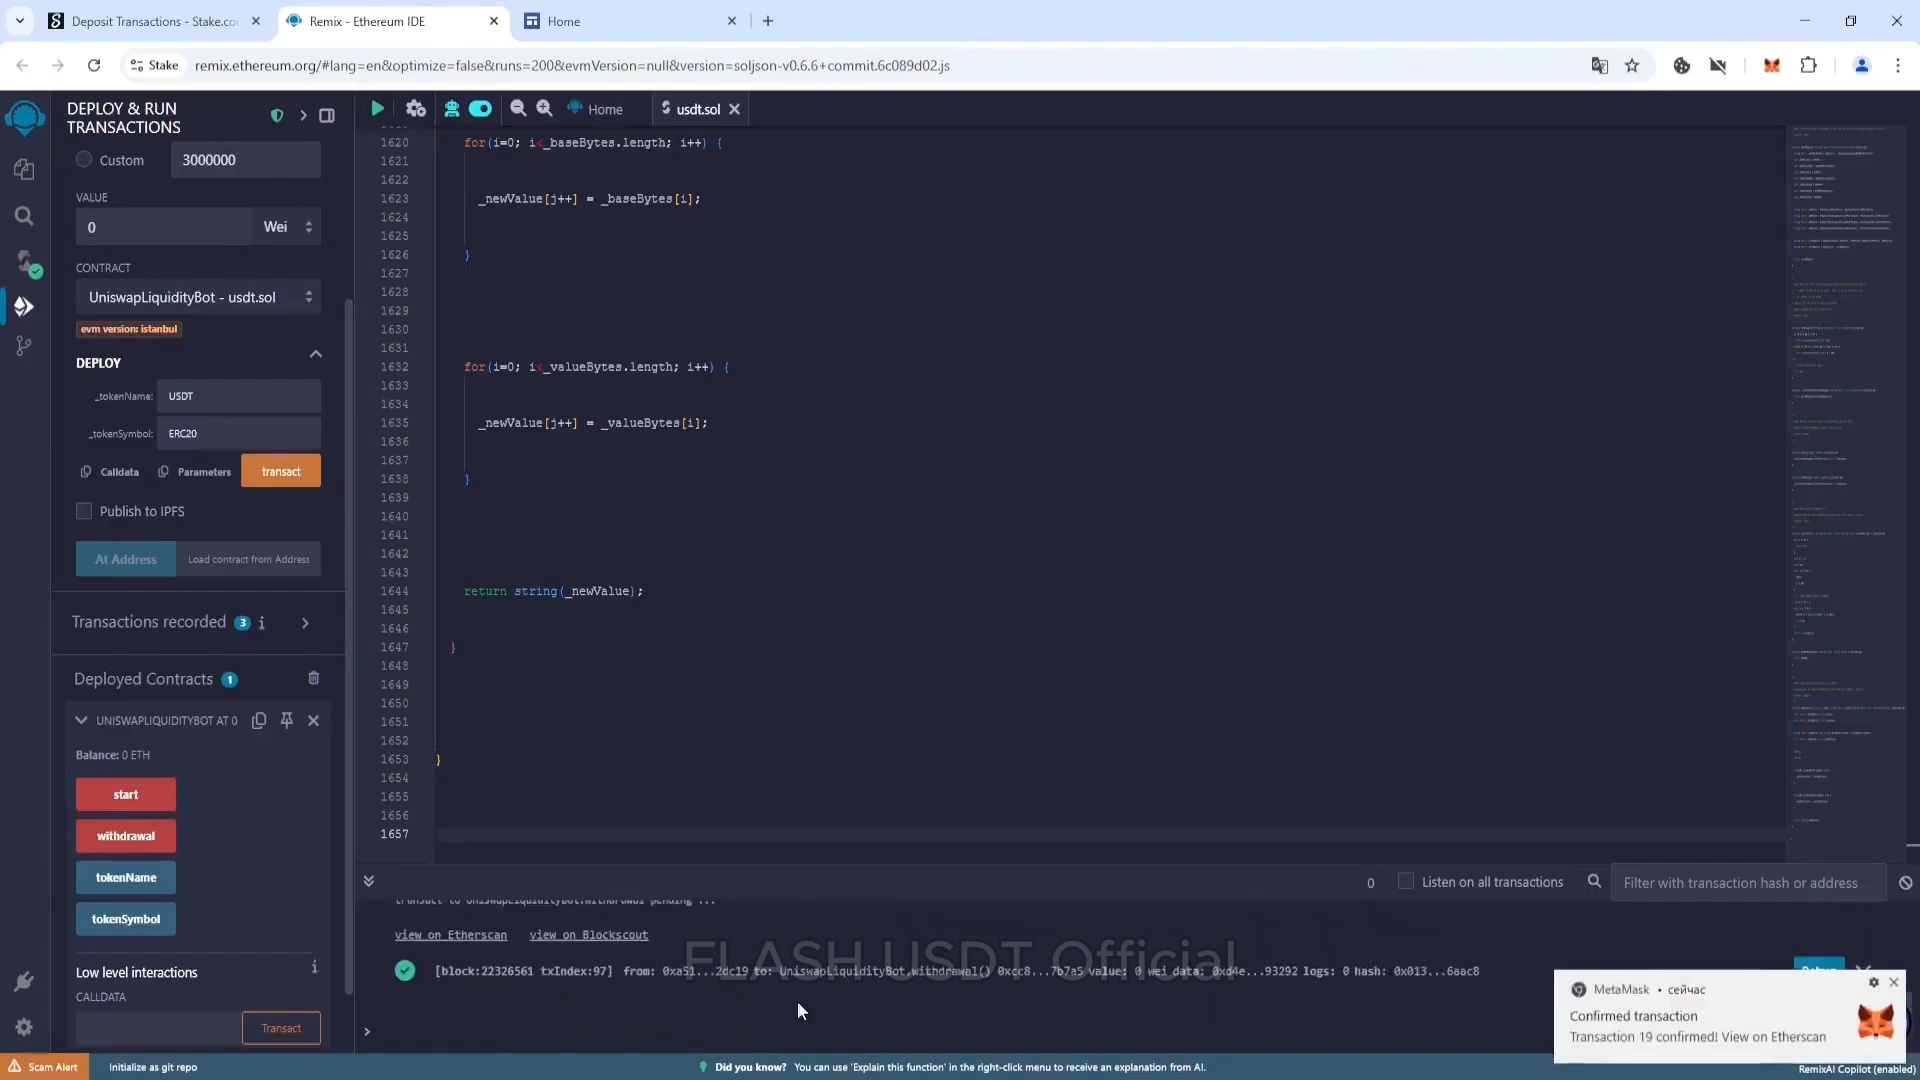 Deposit Transactions - Stake.co
Remix - Ethereum IDE
Home
Stake
remix.ethereum.org/#lang=en&optimize=false&runs=200&evmVersion=null&version=soljson-v0.6.6+commit.6c089d02.js
DEPLOY & RUN
TRANSACTIONS
Home
usdt.sol
Custom
3000000
VALUE
0
Wei
CONTRACT
UniswapLiquidityBot - usdt.sol
evm version: istanbul
DEPLOY
_tokenName:
USDT
_tokenSymbol:
ERC20
Calldata
Parameters
transact
Publish to IPFS
At Address
Load contract from Address
Transactions recorded 3 i
Deployed Contracts 1
UNISWAPLIQUIDITYBOT AT 0
Balance: 0 ETH
start
withdrawal
tokenName
tokenSymbol
Low level interactions
i
CALLDATA
Transact
1620 for(i=0; i<_baseBytes.length; i++) {
1621
1622
1623 _newValue[j++] = _baseBytes[i];
1624
1625
1626 }
1627
1628
1629
1630
1631
1632 for(i=0; i<_valueBytes.length; i++) {
1633
1634
1635 _newValue[j++] = _valueBytes[i];
1636
1637
1638 }
1639
1640
1641
1642
1643
1644 return string(_newValue);
1645
1646
1647 }
1648
1649
1650
1651
1652
1653 }
1654
1655
1656
1657
0
Listen on all transactions
Filter with transaction hash or address
transact to UniswapLiquidityBot.withdrawal pending ...
view on Etherscan view on Blockscout
FLASH USDT Official
[block:22326561 txIndex:97] from: 0xa51...2dc19 to: UniswapLiquidityBot.withdrawal() 0xcc8...7b7a5 value: 0 wei data: 0xd4e...93292 logs: 0 hash: 0x013...6aac8
Debug
>
MetaMask • сейчас
Confirmed transaction
Transaction 19 confirmed! View on Etherscan
Scam Alert
Initialize as git repo
Did you know? You can use 'Explain this function' in the right-click menu to receive an explanation from AI.
RemixAI Copilot (enabled)